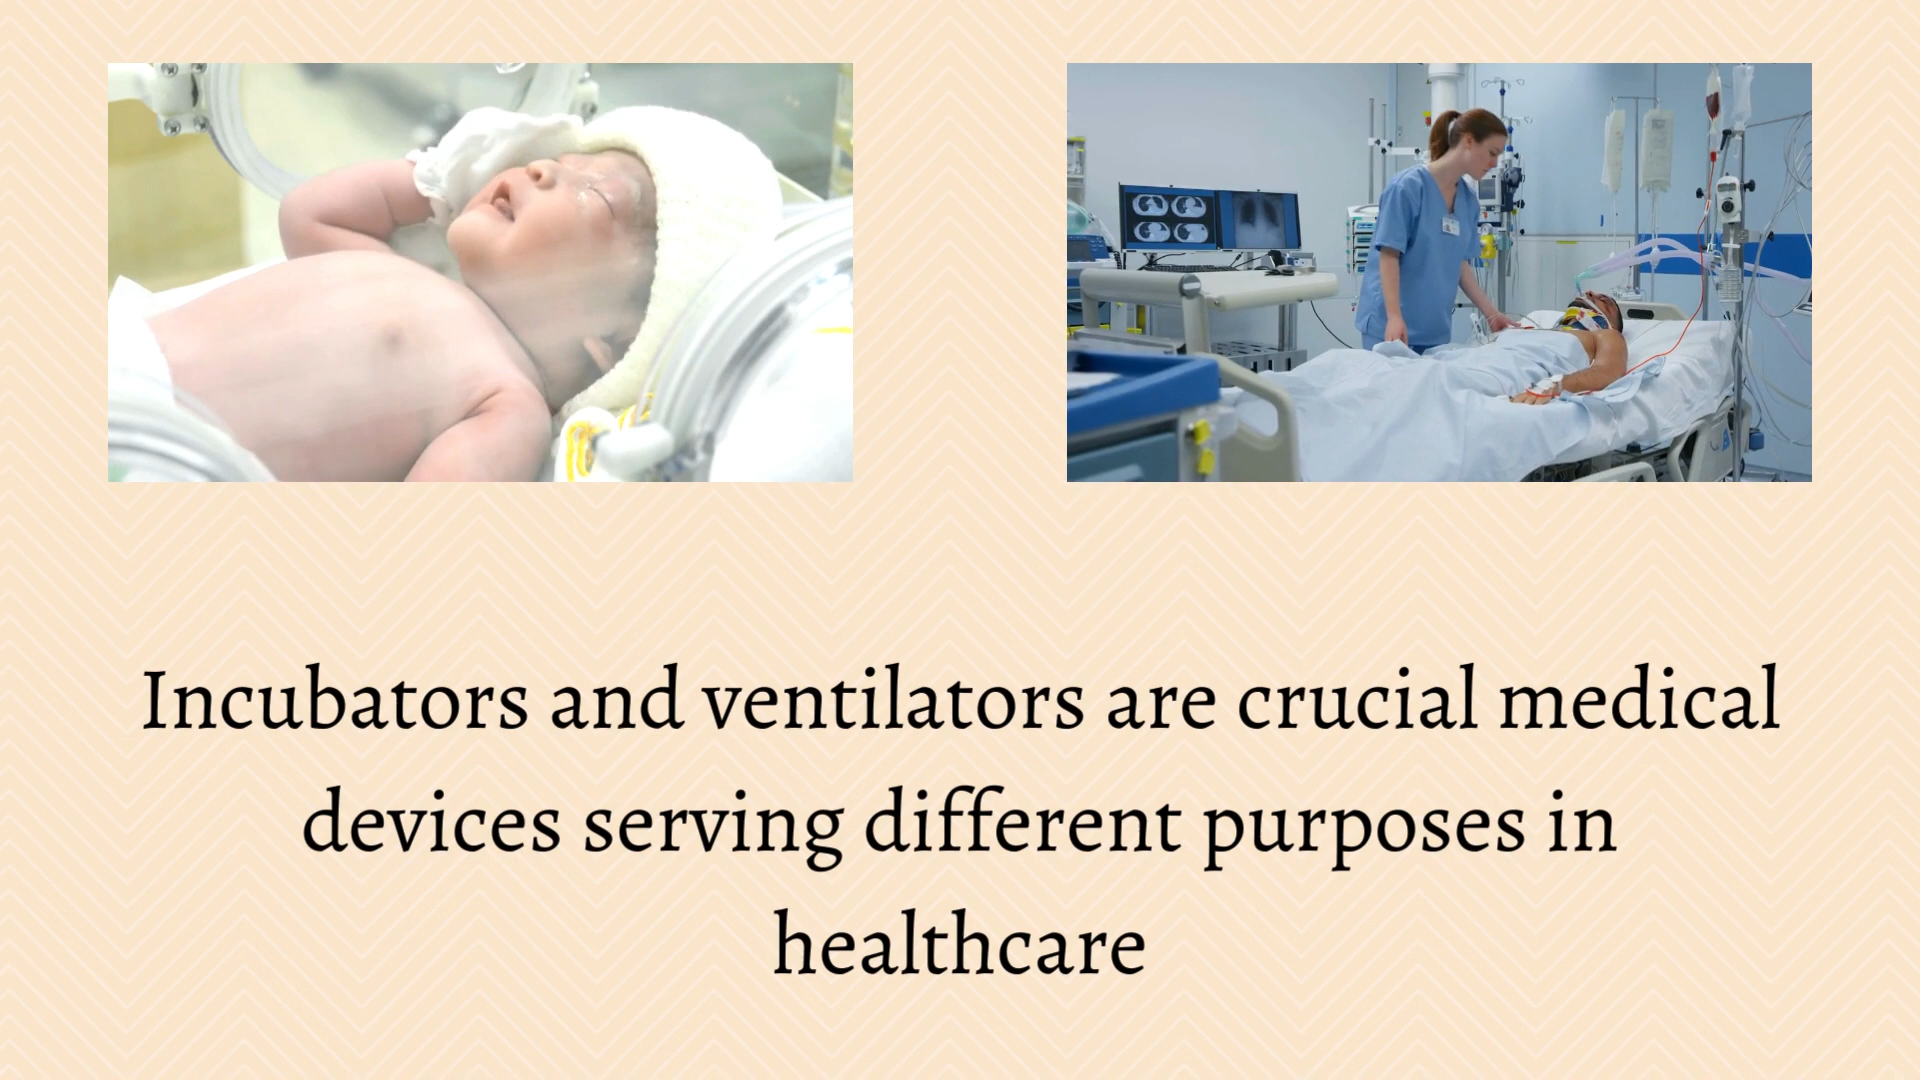 Incubators and ventilators are crucial medical
devices serving different purposes in
healthcare